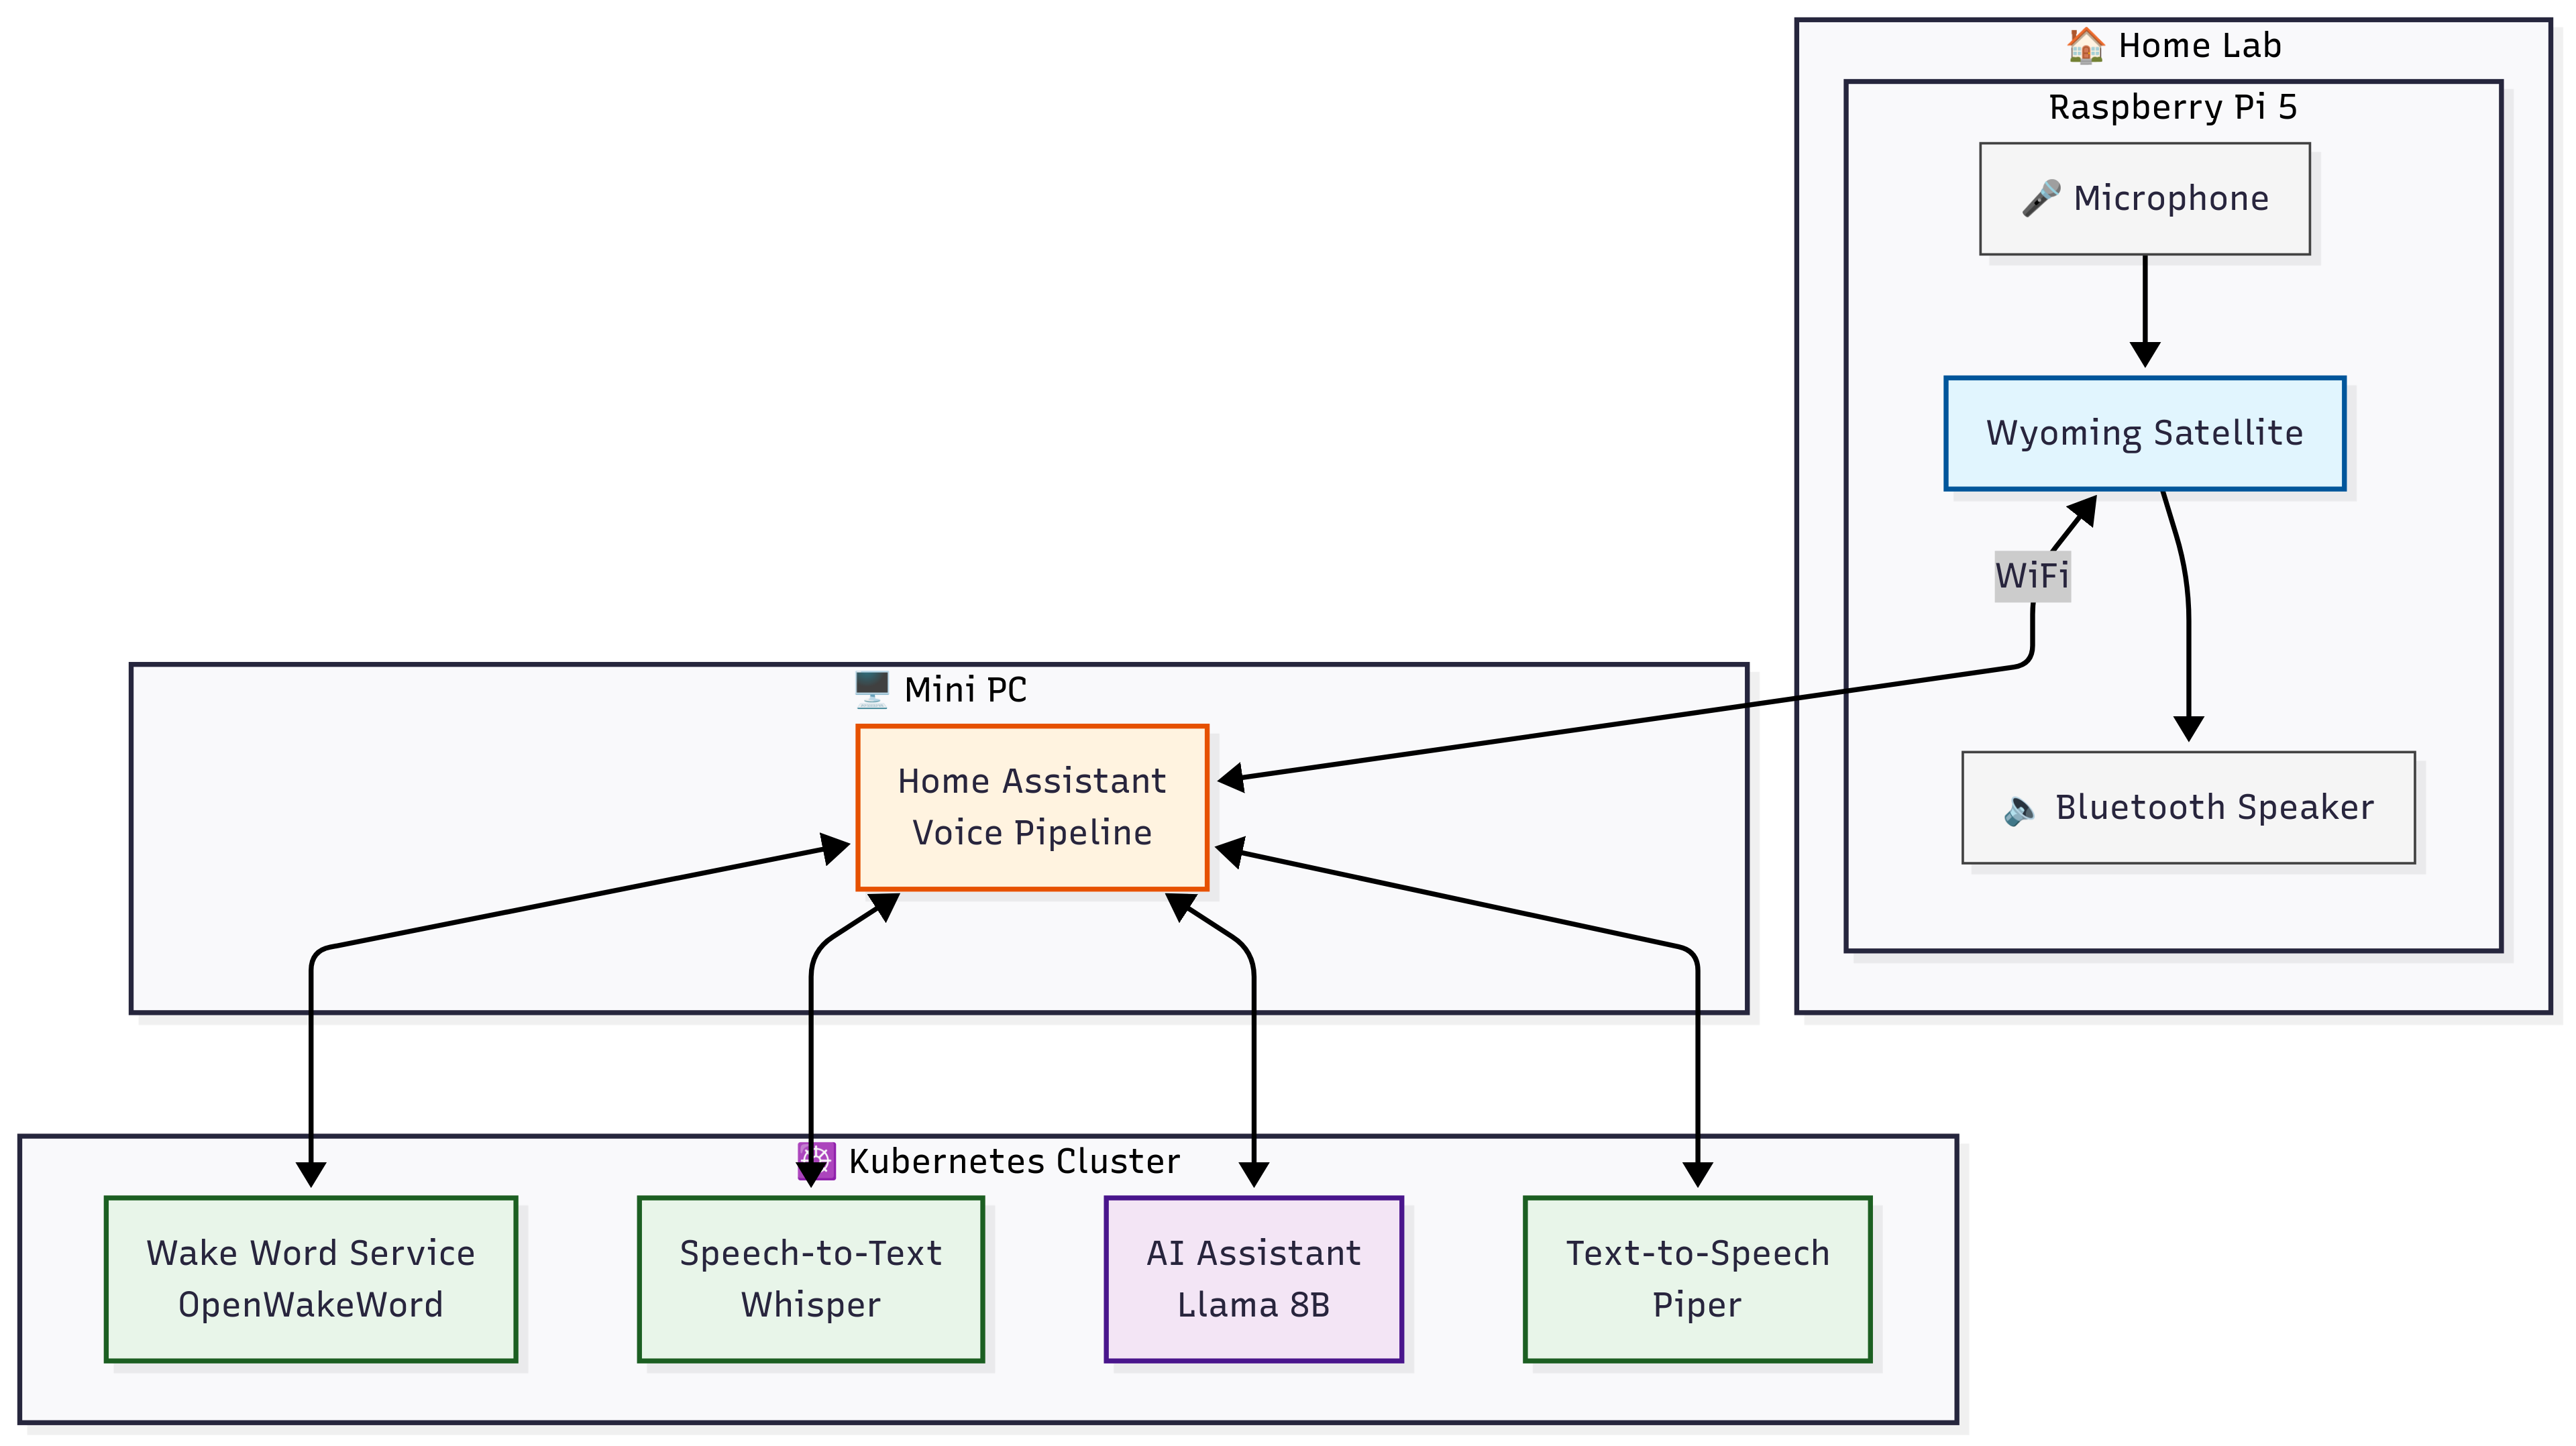 🏠 Home Lab
Raspberry Pi 5
🎤 Microphone
Wyoming Satellite
WiFi
🔈 Bluetooth Speaker
🖥️ Mini PC
Home Assistant
Voice Pipeline
☸️ Kubernetes Cluster
Wake Word Service
OpenWakeWord
Speech-to-Text
Whisper
AI Assistant
Llama 8B
Text-to-Speech
Piper